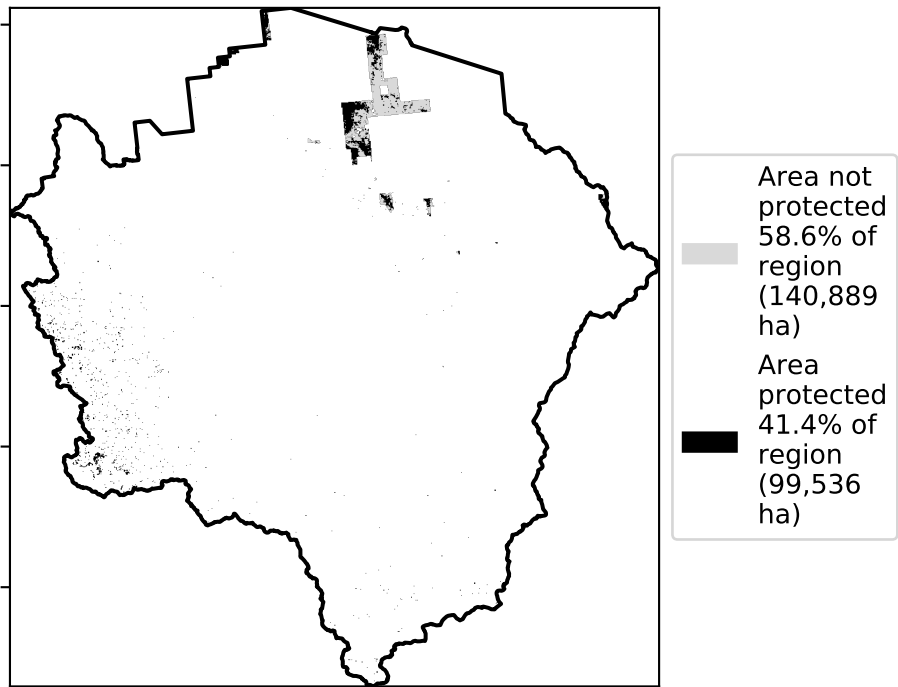 Area not
protected
58.6% of
region
(140,889
ha)
Area
protected
41.4% of
region
(99,536
ha)